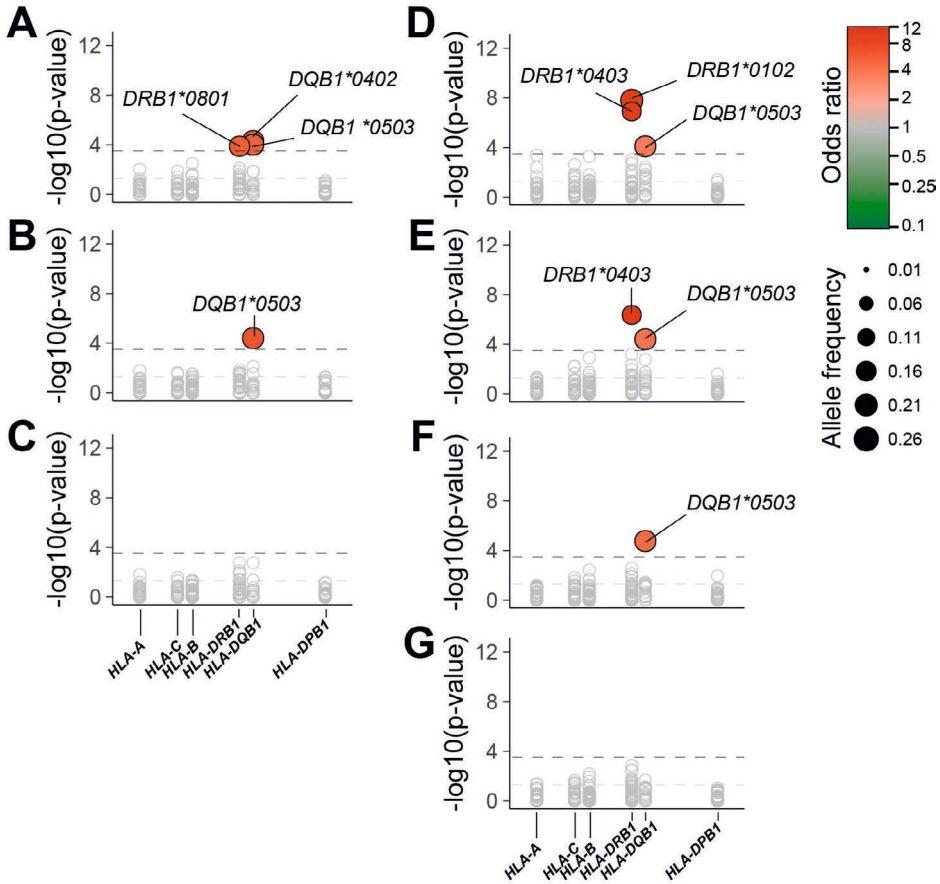 A
-log10(p-value)
12
8
4
0
DRB1*0801
DQB1*0402
DQB1 *0503
B
-log10(p-value)
12
8
4
0
DQB1*0503
C
-log10(p-value)
12
8
4
0
HLA-A
HLA-C
HLA-B
HLA-DRB1
HLA-DQB1
HLA-DPB1
D
-log10(p-value)
12
8
4
0
DRB1*0403
DRB1*0102
DQB1*0503
E
-log10(p-value)
12
8
4
0
DRB1*0403
DQB1*0503
F
-log10(p-value)
12
8
4
0
DQB1*0503
G
-log10(p-value)
12
8
4
0
HLA-A
HLA-C
HLA-B
HLA-DRB1
HLA-DQB1
HLA-DPB1
Odds ratio
12
8
4
2
1
0.5
0.25
0.1
Allele frequency
0.01
0.06
0.11
0.16
0.21
0.26